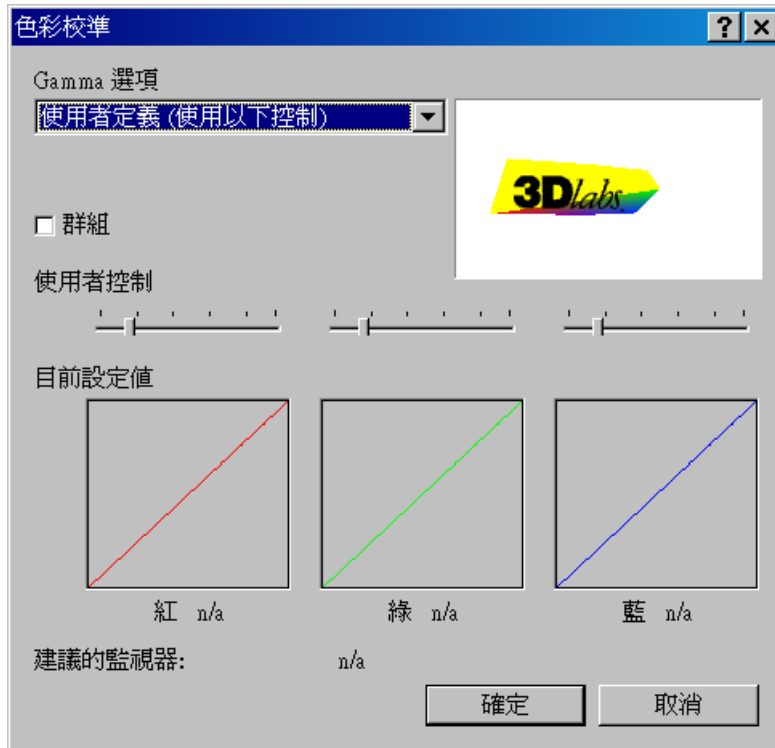 色彩校準
Gamma 選項
使用者定義 (使用以下控制)
3Dlabs.
群組
使用者控制
目前設定值
紅 n/a
綠 n/a
藍 n/a
建議的監視器: n/a
確定
取消